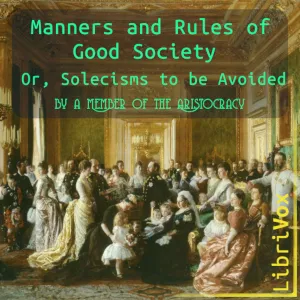 Manners and Rules of
Good Society
Or, Solecisms to be Avoided
BY A MEMBER OF THE ARISTOCRACY
LibriVox